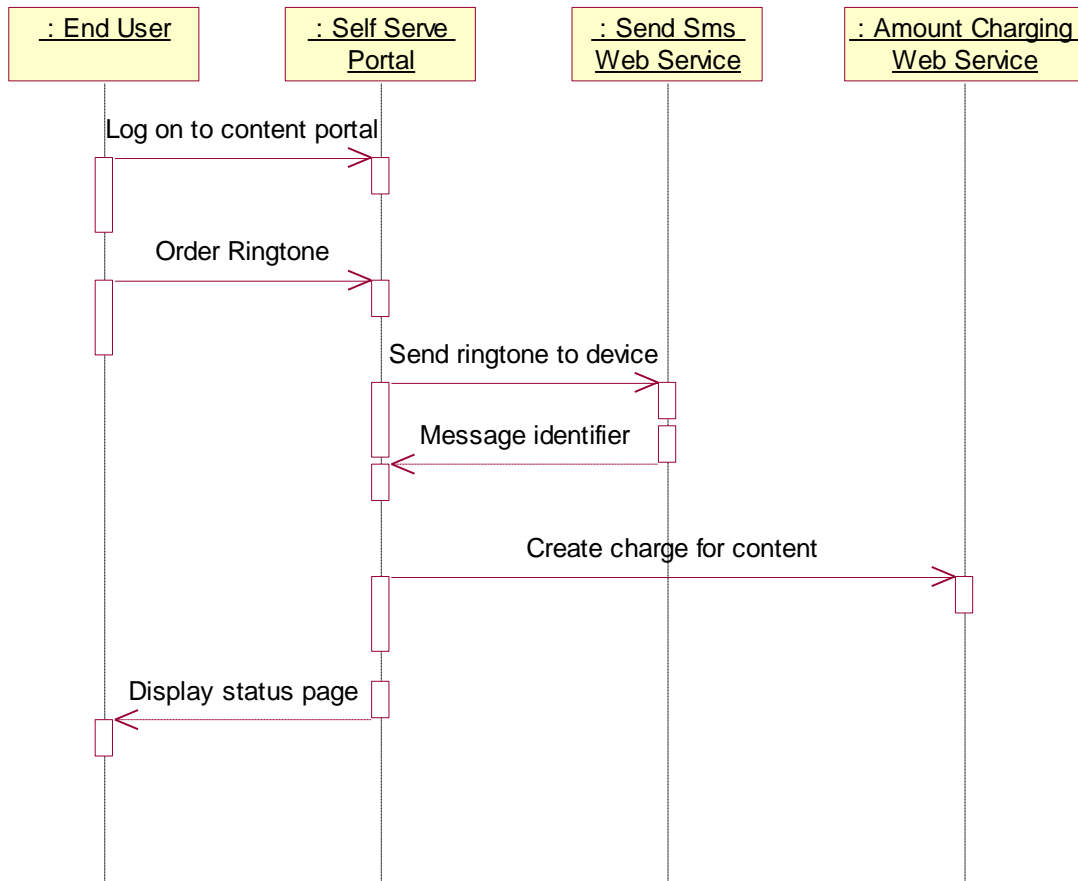 : End User
: Self Serve
Portal
: Send Sms
Web Service
: Amount Charging
Web Service
Log on to content portal
Order Ringtone
Send ringtone to device
Message identifier
Create charge for content
Display status page